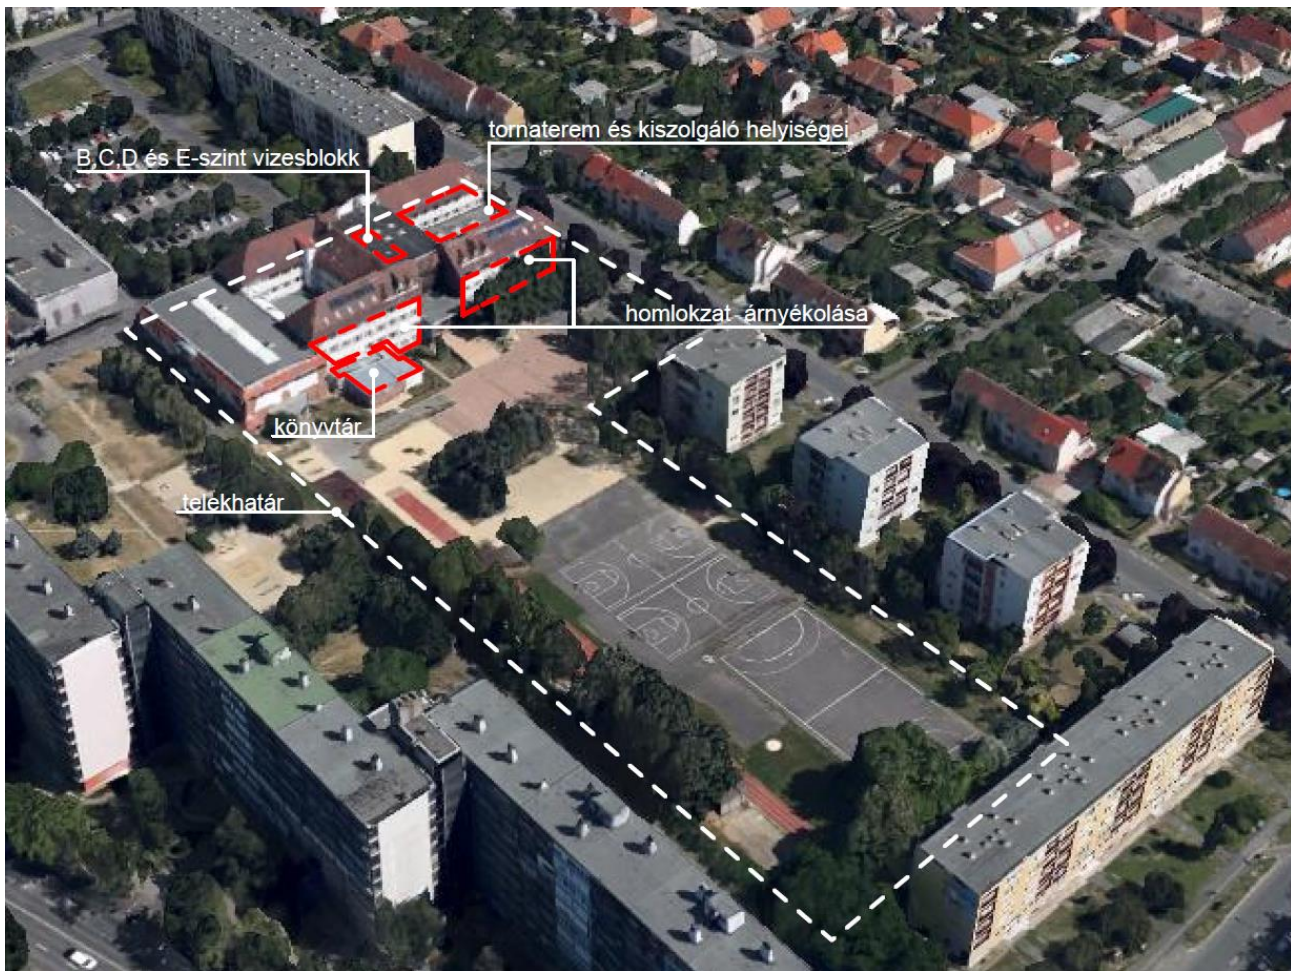 tornaterem és kiszolgáló helyiségei
B,C,D és E-szint vizesblokk
homlokzat árnyékolása
könyvtár
telekhatár